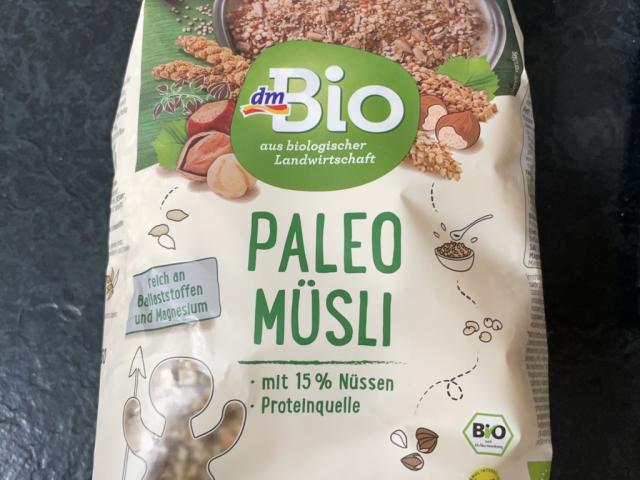 dm
Bio
aus biologischer
Landwirtschaft
PALEO
MÜSLI
reich an
Ballaststoffen
und Magnesium
· mit 15 % Nüssen
· Proteinquelle
Bio